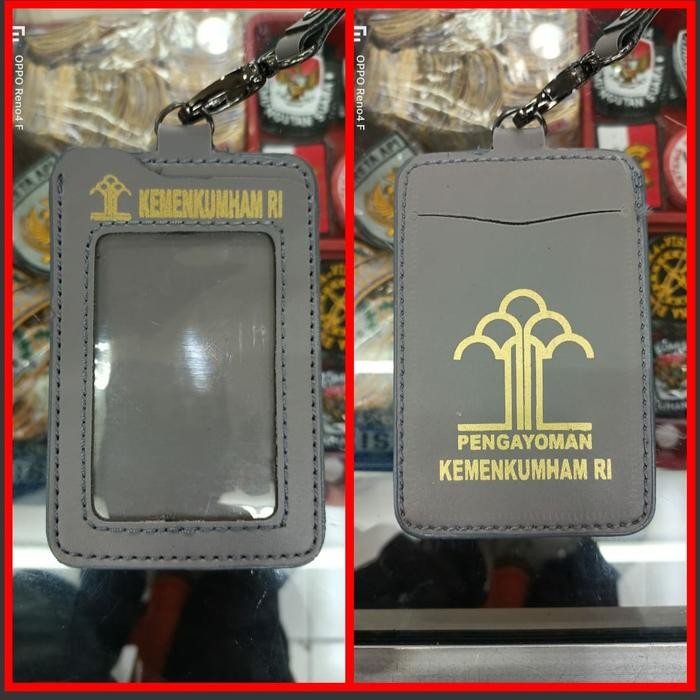 OPPO Reno4 F
KEMENKUMHAM RI
OPPO Reno4 F
PENGAYOMAN
KEMENKUMHAM RI